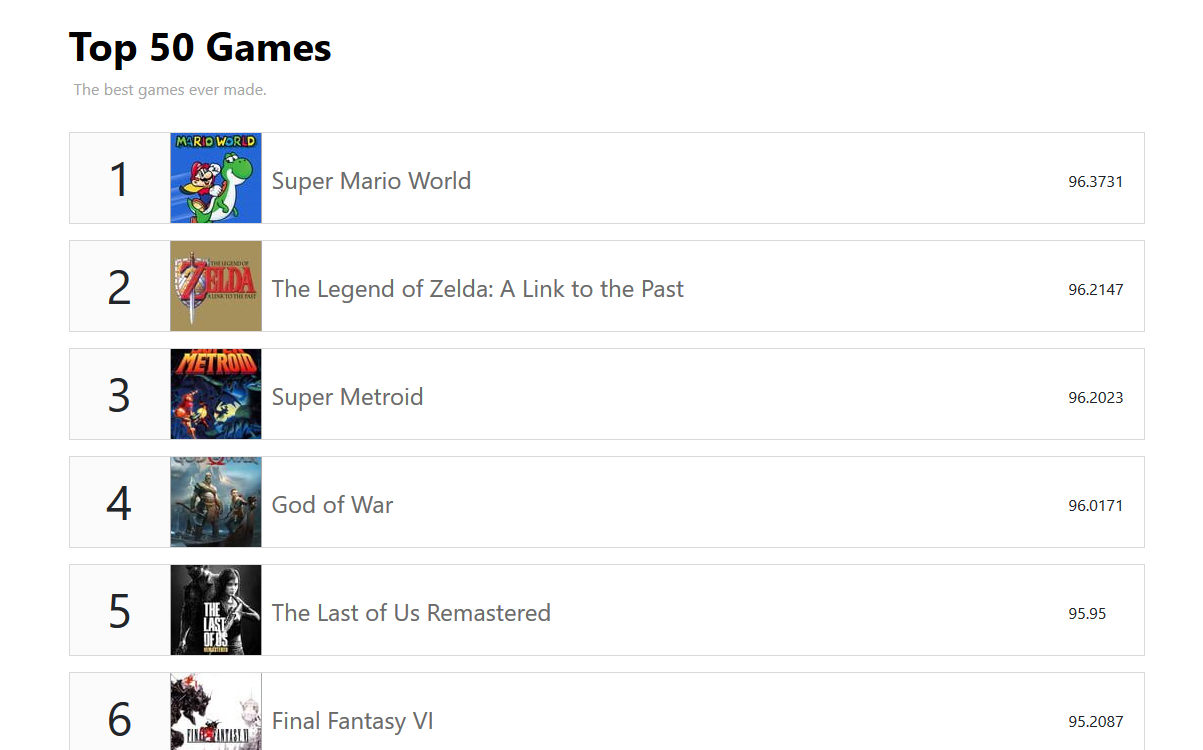 Top 50 Games
The best games ever made.
1
MARIO WORLD
Super Mario World
96.3731
2
THE LEGEND OF
ZELDA
A LINK TO THE PAST
The Legend of Zelda: A Link to the Past
96.2147
3
METROID
Super Metroid
96.2023
4
God of War
96.0171
5
THE
LAST
OF US
REMASTERED
The Last of Us Remastered
95.95
6
FINAL FANTASY VI
Final Fantasy VI
95.2087